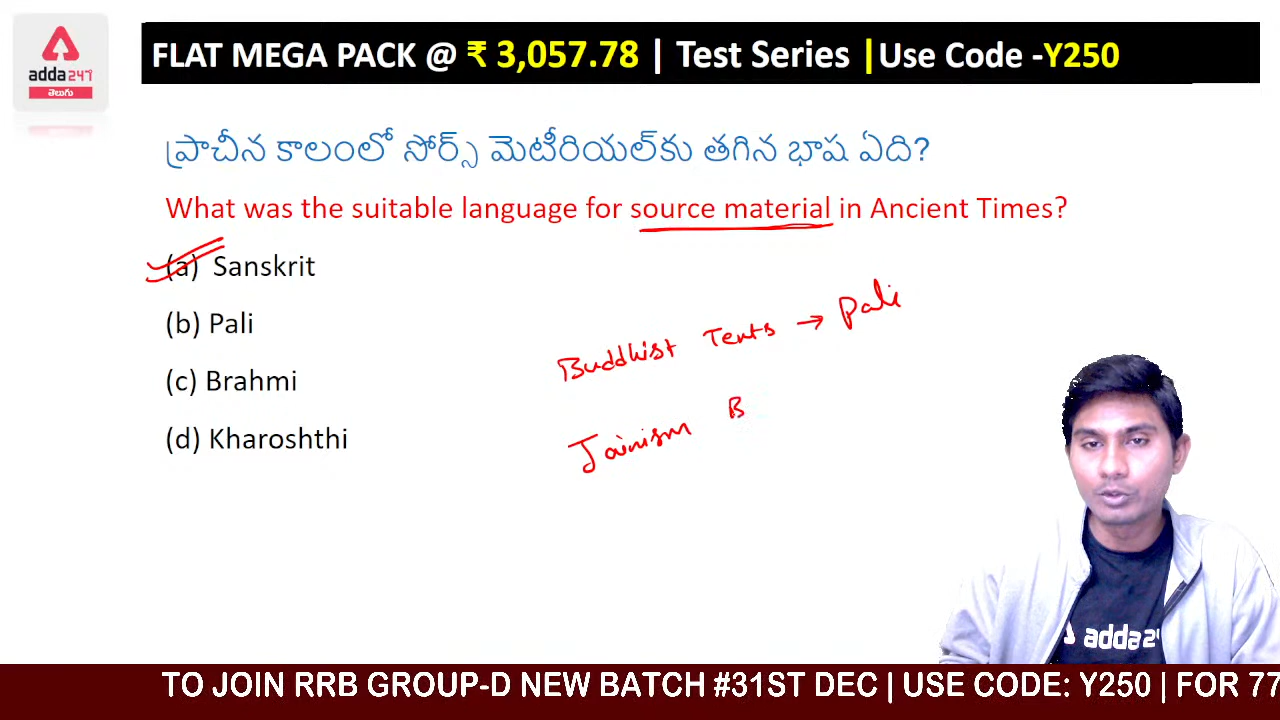 FLAT MEGA PACK @ ₹ 3,057.78 | Test Series |Use Code -Y250
adda247
తెలుగు
ప్రాచీన కాలంలో సోర్స్ మెటీరియల్‌కు తగిన భాష ఏది?
What was the suitable language for source material in Ancient Times?
(a) Sanskrit
(b) Pali
(c) Brahmi
(d) Kharoshthi
Buddhist Texts → Pali
Jainism B
adda24
TO JOIN RRB GROUP-D NEW BATCH #31ST DEC | USE CODE: Y250 | FOR 77